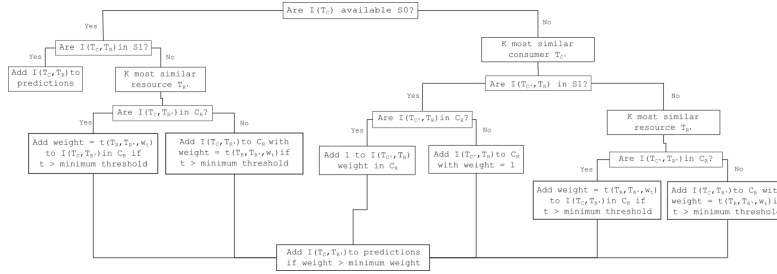 Are I(T_C) available S0?
Yes
No
Are I(T_C,T_R) in S1?
K most similar
consumer T_C'
Yes
No
Add I(T_C,T_R) to
predictions
K most similar
resource T_R'
Are I(T_C',T_R) in S1?
Yes
No
Are I(T_C,T_R') in C_R?
Are I(T_C',T_R) in C_R?
K most similar
resource T_R'
Yes
No
Yes
No
Add weight = t(T_R,T_R',w_t)
to I(T_C,T_R') in C_R if
t > minimum threshold
Add I(T_C,T_R') to C_R with
weight = t(T_R,T_R',w_t) if
t > minimum threshold
Add 1 to I(T_C',T_R)
weight in C_R
Add I(T_C',T_R) to C_R
with weight = 1
Are I(T_C',T_R') in C_R?
Yes
No
Add weight = t(T_R,T_R',w_t)
to I(T_C,T_R') in C_R if
t > minimum threshold
Add I(T_C,T_R') to C_R wit
weight = t(T_R,T_R',w_t) i
t > minimum threshold
Add I(T_C,T_R') to predictions
if weight > minimum weight